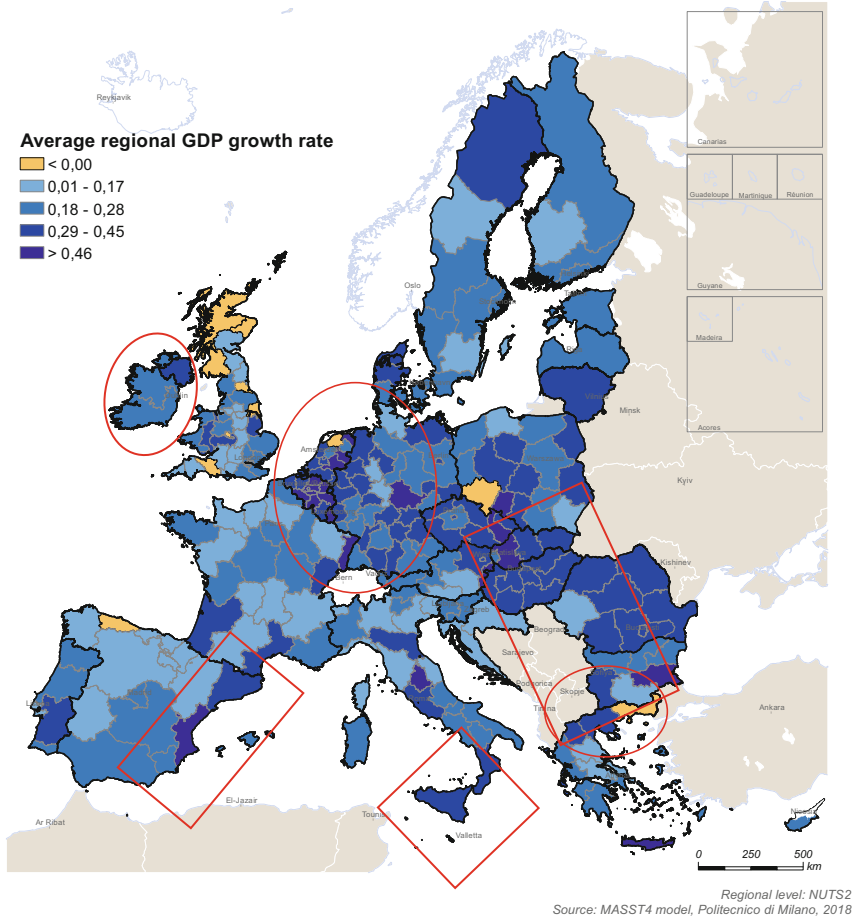 Reykjavik
Average regional GDP growth rate
< 0,00
0,01 - 0,17
0,18 - 0,28
0,29 - 0,45
> 0,46
Canarias
Guadeloupe
Martinique
Réunion
Guyane
Madeira
Acores
Oslo
Vilnius
Minsk
Kyiv
Kishinev
Bern
Beograd
Sarajevo
Podgorica
Skopje
Ankara
El-Jazair
Ar Ribat
Valletta
0 250 500
km
Regional level: NUTS2
Source: MASST4 model, Politecnico di Milano, 2018